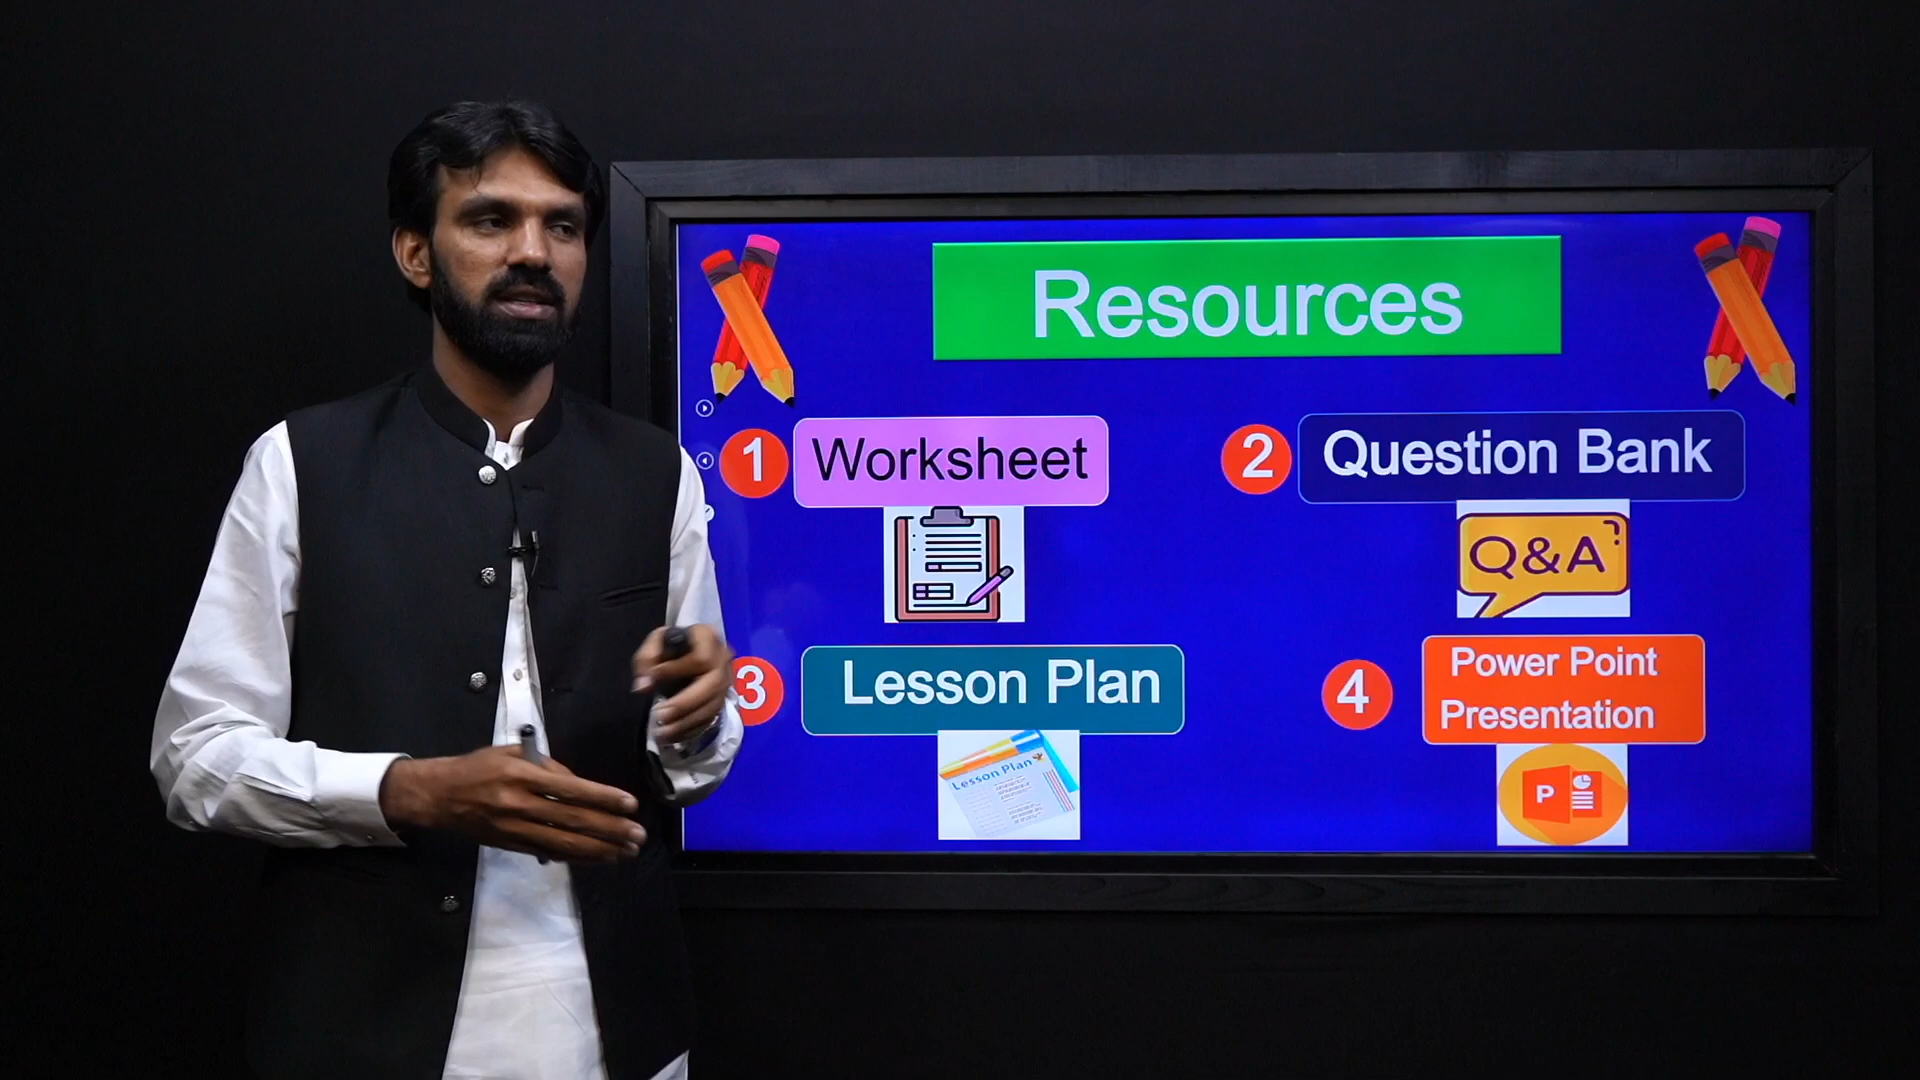 Resources
1 Worksheet
2 Question Bank
Q&A
3 Lesson Plan
Lesson Plan
4 Power Point
Presentation
P